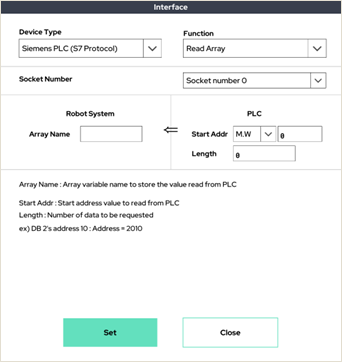 Interface
Device Type
Function
Siemens PLC (S7 Protocol)
Read Array
Socket Number
Socket number 0
Robot System
PLC
Array Name
⇐
Start Addr
M.W
0
Length
0
Array Name : Array variable name to store the value read from PLC
Start Addr : Start address value to read from PLC
Length : Number of data to be requested
ex) DB 2's address 10 : Address = 2010
Set
Close